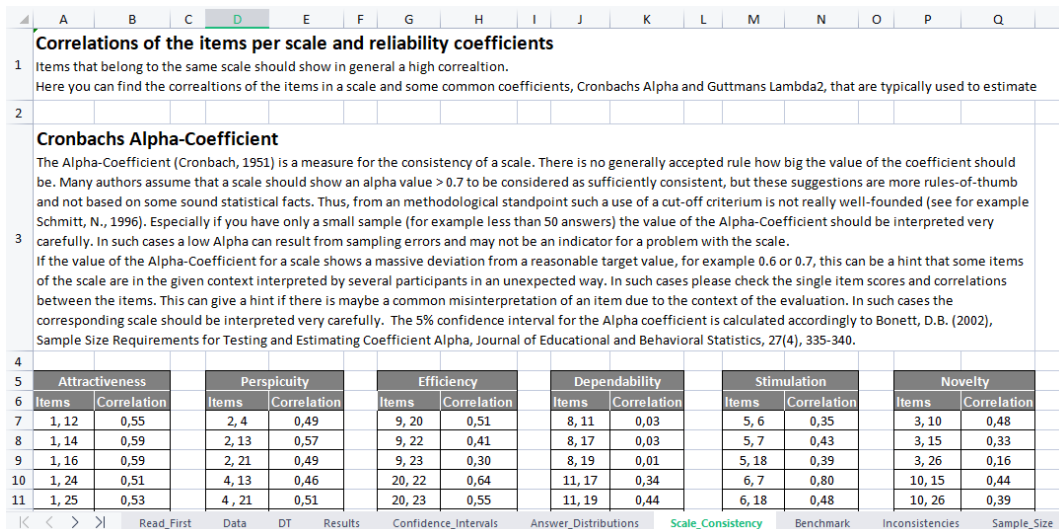 A B C D E F G H I J K L M N O P Q
1 Correlations of the items per scale and reliability coefficients
Items that belong to the same scale should show in general a high correaltion.
Here you can find the correaltions of the items in a scale and some common coefficients, Cronbachs Alpha and Guttmans Lambda2, that are typically used to estimate
2
3 Cronbachs Alpha-Coefficient
The Alpha-Coefficient (Cronbach, 1951) is a measure for the consistency of a scale. There is no generally accepted rule how big the value of the coefficient should
be. Many authors assume that a scale should show an alpha value > 0.7 to be considered as sufficiently consistent, but these suggestions are more rules-of-thumb
and not based on some sound statistical facts. Thus, from an methodological standpoint such a use of a cut-off criterium is not really well-founded (see for example
Schmitt, N., 1996). Especially if you have only a small sample (for example less than 50 answers) the value of the Alpha-Coefficient should be interpreted very
carefully. In such cases a low Alpha can result from sampling errors and may not be an indicator for a problem with the scale.
If the value of the Alpha-Coefficient for a scale shows a massive deviation from a reasonable target value, for example 0.6 or 0.7, this can be a hint that some items
of the scale are in the given context interpreted by several participants in an unexpected way. In such cases please check the single item scores and correlations
between the items. This can give a hint if there is maybe a common misinterpretation of an item due to the context of the evaluation. In such cases the
corresponding scale should be interpreted very carefully. The 5% confidence interval for the Alpha coefficient is calculated accordingly to Bonett, D.B. (2002),
Sample Size Requirements for Testing and Estimating Coefficient Alpha, Journal of Educational and Behavioral Statistics, 27(4), 335-340.
4
5 Attractiveness Perspicuity Efficiency Dependability Stimulation Novelty
6 Items Correlation Items Correlation Items Correlation Items Correlation Items Correlation Items Correlation
7 1, 12 0,55 2, 4 0,49 9, 20 0,51 8, 11 0,03 5, 6 0,35 3, 10 0,48
8 1, 14 0,59 2, 13 0,57 9, 22 0,41 8, 17 0,03 5, 7 0,43 3, 15 0,33
9 1, 16 0,59 2, 21 0,49 9, 23 0,30 8, 19 0,01 5, 18 0,39 3, 26 0,16
10 1, 24 0,51 4, 13 0,46 20, 22 0,64 11, 17 0,34 6, 7 0,80 10, 15 0,44
11 1, 25 0,53 4 , 21 0,51 20, 23 0,55 11, 19 0,44 6, 18 0,48 10, 26 0,39
Read_First Data DT Results Confidence_Intervals Answer_Distributions Scale_Consistency Benchmark Inconsistencies Sample_Size